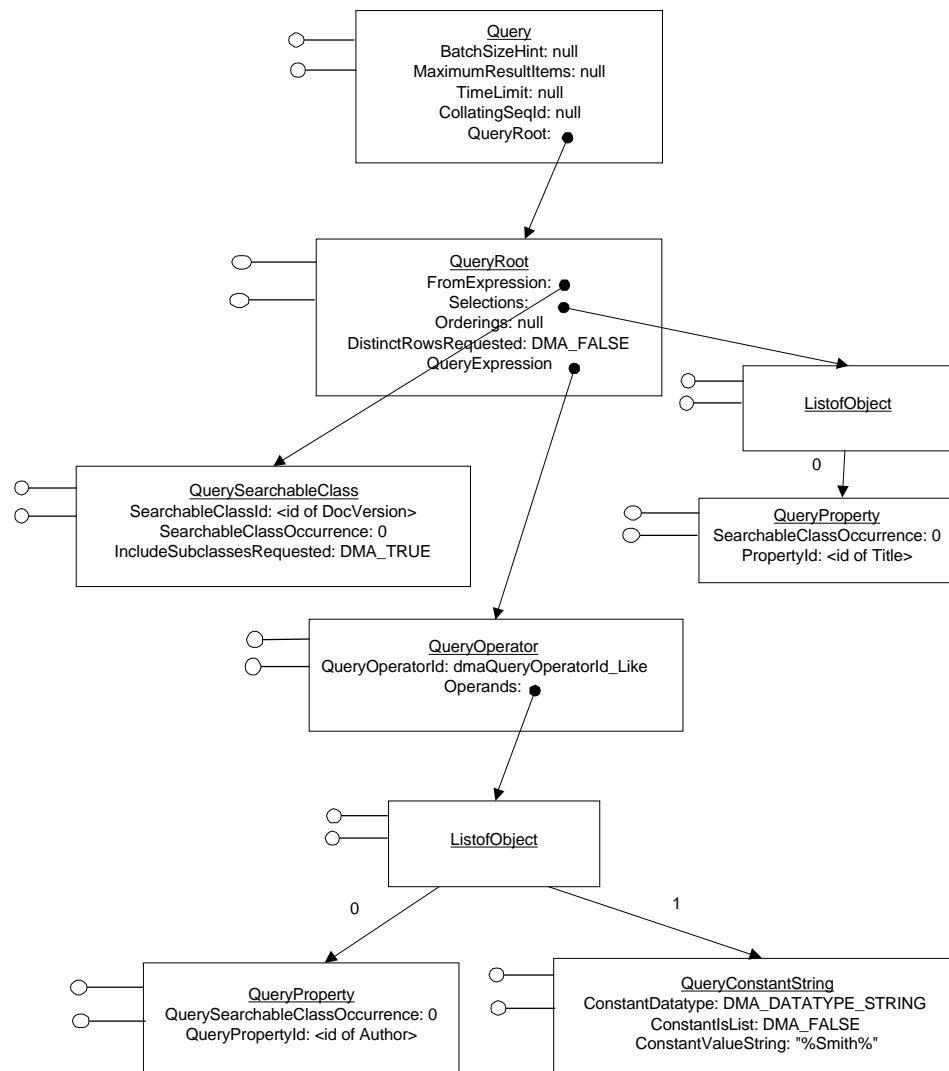 Query
BatchSizeHint: null
MaximumResultItems: null
TimeLimit: null
CollatingSeqId: null
QueryRoot:
QueryRoot
FromExpression:
Selections:
Orderings: null
DistinctRowsRequested: DMA_FALSE
QueryExpression
ListofObject
0
QuerySearchableClass
SearchableClassId: <id of DocVersion>
SearchableClassOccurrence: 0
IncludeSubclassesRequested: DMA_TRUE
QueryProperty
SearchableClassOccurrence: 0
PropertyId: <id of Title>
QueryOperator
QueryOperatorId: dmaQueryOperatorId_Like
Operands:
ListofObject
0
1
QueryProperty
QuerySearchableClassOccurrence: 0
QueryPropertyId: <id of Author>
QueryConstantString
ConstantDatatype: DMA_DATATYPE_STRING
ConstantIsList: DMA_FALSE
ConstantValueString: "%Smith%"